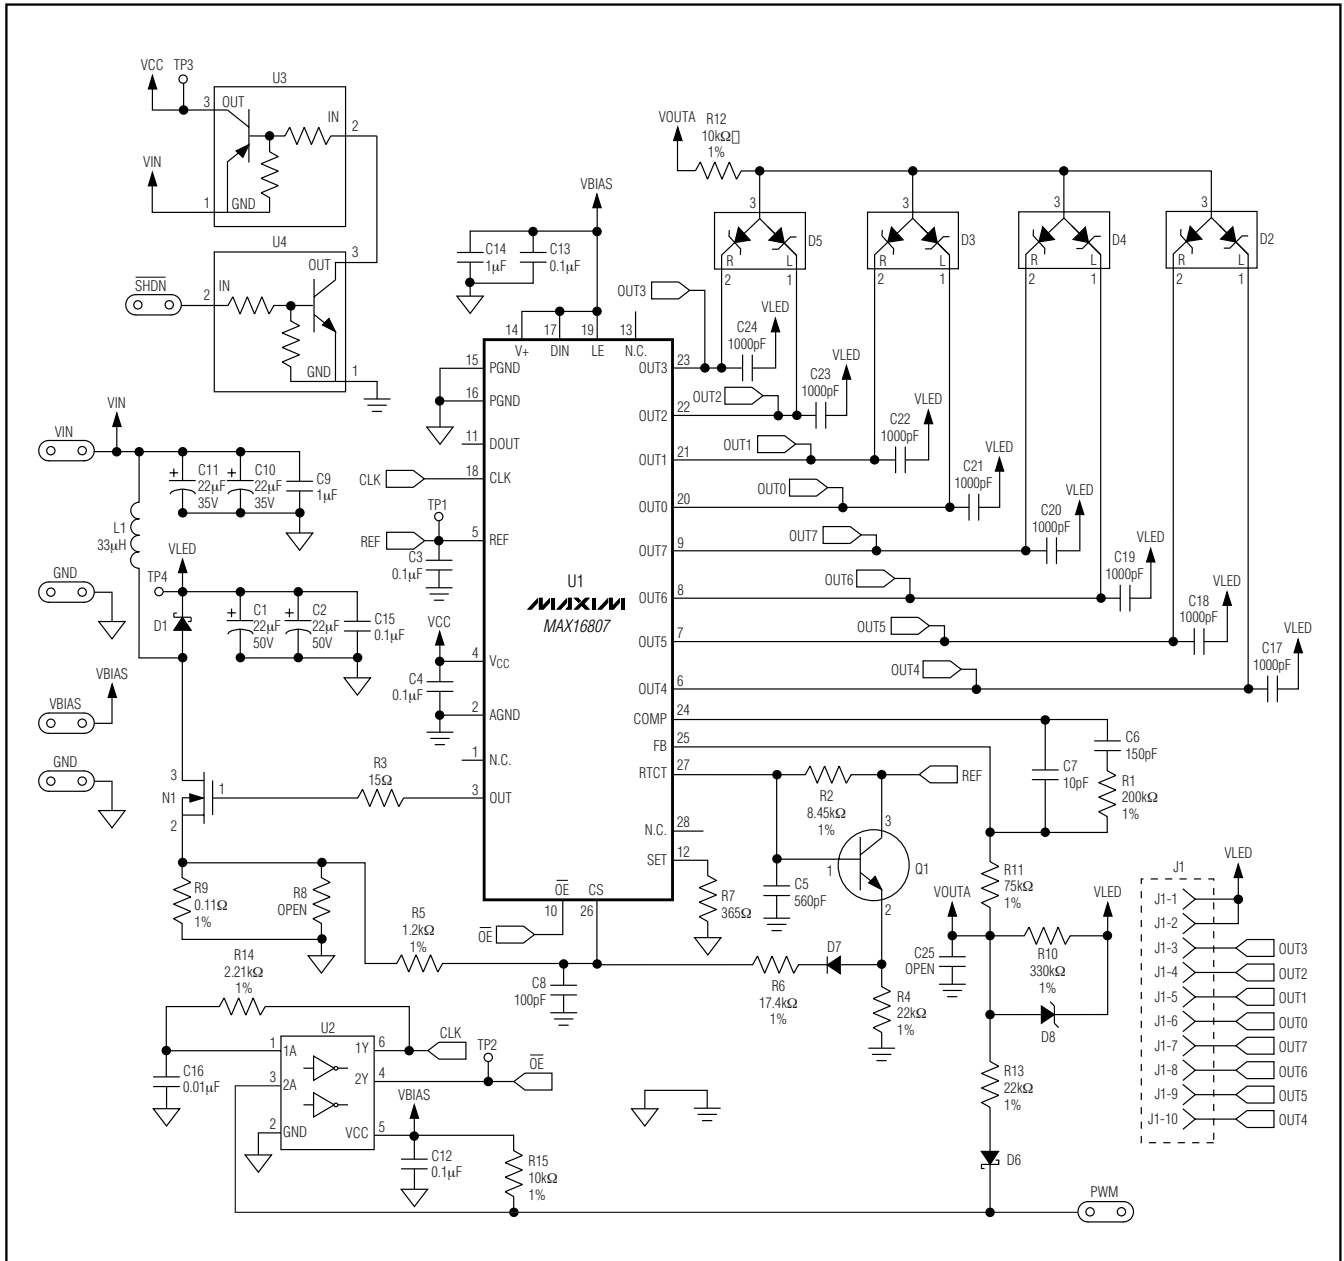 VCC
TP3
U3
3
OUT
IN
2
VIN
1
GND
U4
3
OUT
SHDN
2
IN
GND
1
VIN
VIN
C11
22µF
35V
C10
22µF
35V
C9
1µF
L1
33µH
VLED
GND
TP4
D1
C1
22µF
50V
C2
22µF
50V
C15
0.1µF
VBIAS
VBIAS
GND
3
N1
1
2
R3
15Ω
R9
0.11Ω
1%
R8
OPEN
R5
1.2kΩ
1%
R14
2.21kΩ
1%
C8
100pF
U2
1
1A
1Y
6
CLK
3
2A
2Y
4
TP2
OE
2
GND
VCC
5
VBIAS
C16
0.01µF
C12
0.1µF
R15
10kΩ
1%
VBIAS
C14
1µF
C13
0.1µF
14
17
19
13
V+
DIN
LE
N.C.
15
PGND
16
PGND
11
DOUT
CLK
18
CLK
TP1
REF
5
REF
C3
0.1µF
VCC
4
VCC
C4
0.1µF
2
AGND
1
N.C.
3
OUT
U1
MAXIM
MAX16807
OE
CS
10
26
OE
OUT3
23
OUT2
22
OUT1
21
OUT0
20
OUT7
9
OUT6
8
OUT5
7
OUT4
6
COMP
24
FB
25
RTCT
27
N.C.
28
SET
12
VOUTA
R12
10kΩ▯
1%
3
R
L
D5
2
1
3
R
L
D3
2
1
3
R
L
D4
2
1
3
R
L
D2
2
1
OUT3
C24
1000pF
VLED
OUT2
C23
1000pF
VLED
OUT1
C22
1000pF
VLED
OUT0
C21
1000pF
VLED
OUT7
C20
1000pF
VLED
OUT6
C19
1000pF
VLED
OUT5
C18
1000pF
VLED
OUT4
C17
1000pF
VLED
C6
150pF
C7
10pF
R1
200kΩ
1%
REF
R2
8.45kΩ
1%
3
1
Q1
2
C5
560pF
R7
365Ω
R11
75kΩ
1%
VOUTA
VLED
C25
OPEN
R10
330kΩ
1%
D8
D7
R6
17.4kΩ
1%
R4
22kΩ
1%
R13
22kΩ
1%
D6
PWM
J1
VLED
J1-1
J1-2
J1-3
OUT3
J1-4
OUT2
J1-5
OUT1
J1-6
OUT0
J1-7
OUT7
J1-8
OUT6
J1-9
OUT5
J1-10
OUT4